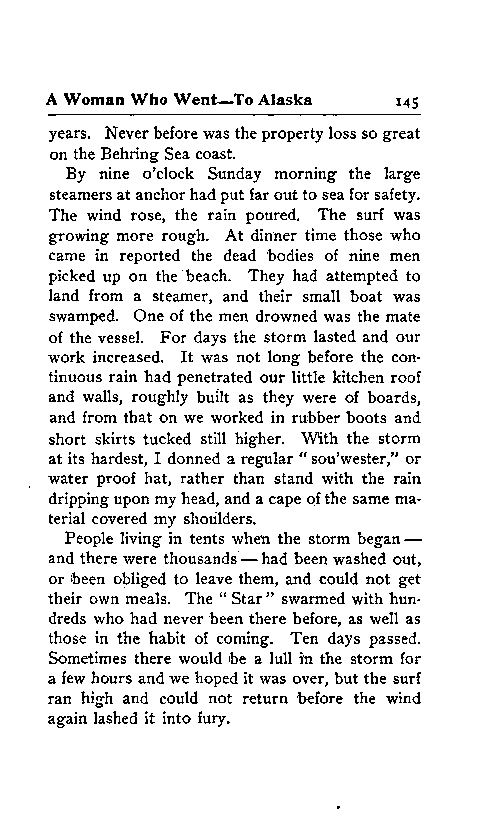 A Woman Who Went—To Alaska 145
years. Never before was the property loss so great
on the Behring Sea coast.
By nine o'clock Sunday morning the large
steamers at anchor had put far out to sea for safety.
The wind rose, the rain poured. The surf was
growing more rough. At dinner time those who
came in reported the dead bodies of nine men
picked up on the beach. They had attempted to
land from a steamer, and their small boat was
swamped. One of the men drowned was the mate
of the vessel. For days the storm lasted and our
work increased. It was not long before the con-
tinuous rain had penetrated our little kitchen roof
and walls, roughly built as they were of boards,
and from that on we worked in rubber boots and
short skirts tucked still higher. With the storm
at its hardest, I donned a regular "sou'wester," or
water proof hat, rather than stand with the rain
dripping upon my head, and a cape of the same ma-
terial covered my shoulders.
People living in tents when the storm began—
and there were thousands—had been washed out,
or been obliged to leave them, and could not get
their own meals. The "Star" swarmed with hun-
dreds who had never been there before, as well as
those in the habit of coming. Ten days passed.
Sometimes there would be a lull in the storm for
a few hours and we hoped it was over, but the surf
ran high and could not return before the wind
again lashed it into fury.